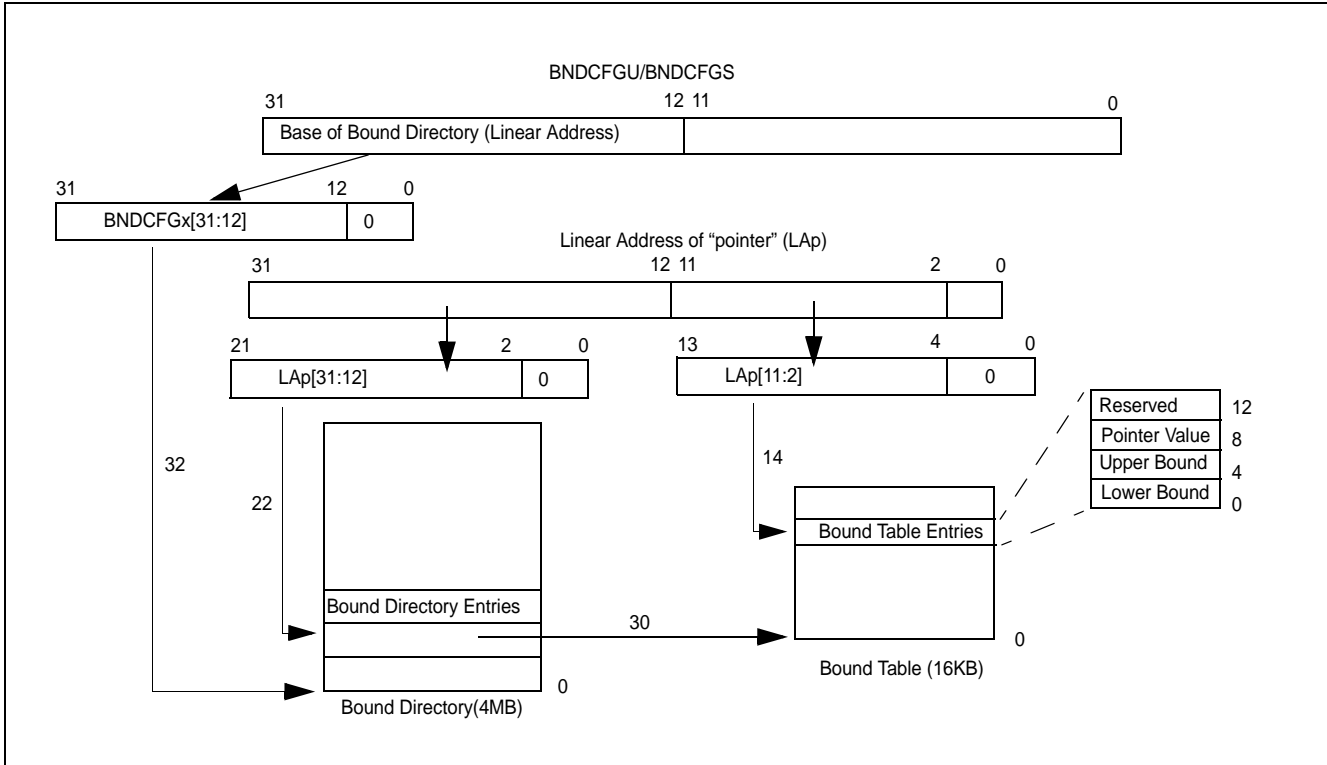 BNDCFGU/BNDCFGS
31 12 11 0
Base of Bound Directory (Linear Address)
31 12 0
BNDCFGx[31:12] 0
Linear Address of “pointer” (LAp)
31 12 11 2 0
21 2 0
LAp[31:12] 0
13 4 0
LAp[11:2] 0
Reserved 12
Pointer Value 8
Upper Bound 4
Lower Bound 0
32
22
14
Bound Table Entries
Bound Directory Entries
30
0
Bound Table (16KB)
0
Bound Directory(4MB)